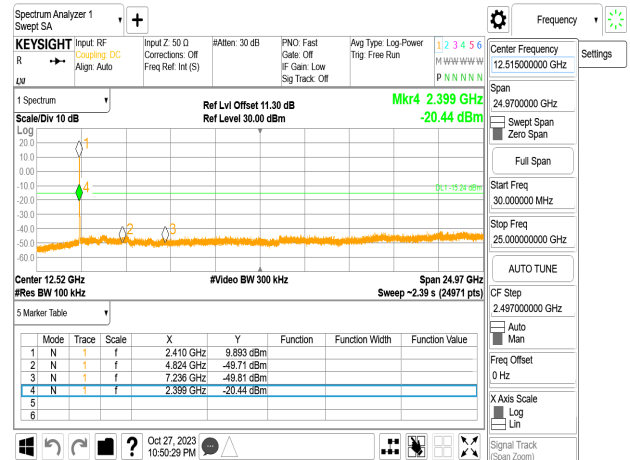 Spectrum Analyzer 1
Swept SA
Frequency
Settings
KEYSIGHT
R
Input: RF
Coupling: DC
Align: Auto
Input Z: 50 Ω
Corrections: Off
Freq Ref: Int (S)
#Atten: 30 dB
PNO: Fast
Gate: Off
IF Gain: Low
Sig Track: Off
Avg Type: Log-Power
Trig: Free Run
1 2 3 4 5 6
M W W W W W
P N N N N N
1 Spectrum
Scale/Div 10 dB
Ref Lvl Offset 11.30 dB
Ref Level 30.00 dBm
Mkr4 2.399 GHz
-20.44 dBm
Log
20.0
10.0
0.00
-10.0
-20.0
-30.0
-40.0
-50.0
-60.0
1
4
2
3
DL1 -15.24 dBm
Center 12.52 GHz
#Res BW 100 kHz
#Video BW 300 kHz
Span 24.97 GHz
Sweep ~2.39 s (24971 pts)
5 Marker Table
Mode Trace Scale X Y Function Function Width Function Value
1 N 1 f 2.410 GHz 9.893 dBm
2 N 1 f 4.824 GHz -49.71 dBm
3 N 1 f 7.236 GHz -49.81 dBm
4 N 1 f 2.399 GHz -20.44 dBm
5
6
Oct 27, 2023
10:50:29 PM
?
Center Frequency
12.515000000 GHz
Span
24.9700000 GHz
Swept Span
Zero Span
Full Span
Start Freq
30.000000 MHz
Stop Freq
25.000000000 GHz
AUTO TUNE
CF Step
2.497000000 GHz
Auto
Man
Freq Offset
0 Hz
X Axis Scale
Log
Lin
Signal Track
(Span Zoom)